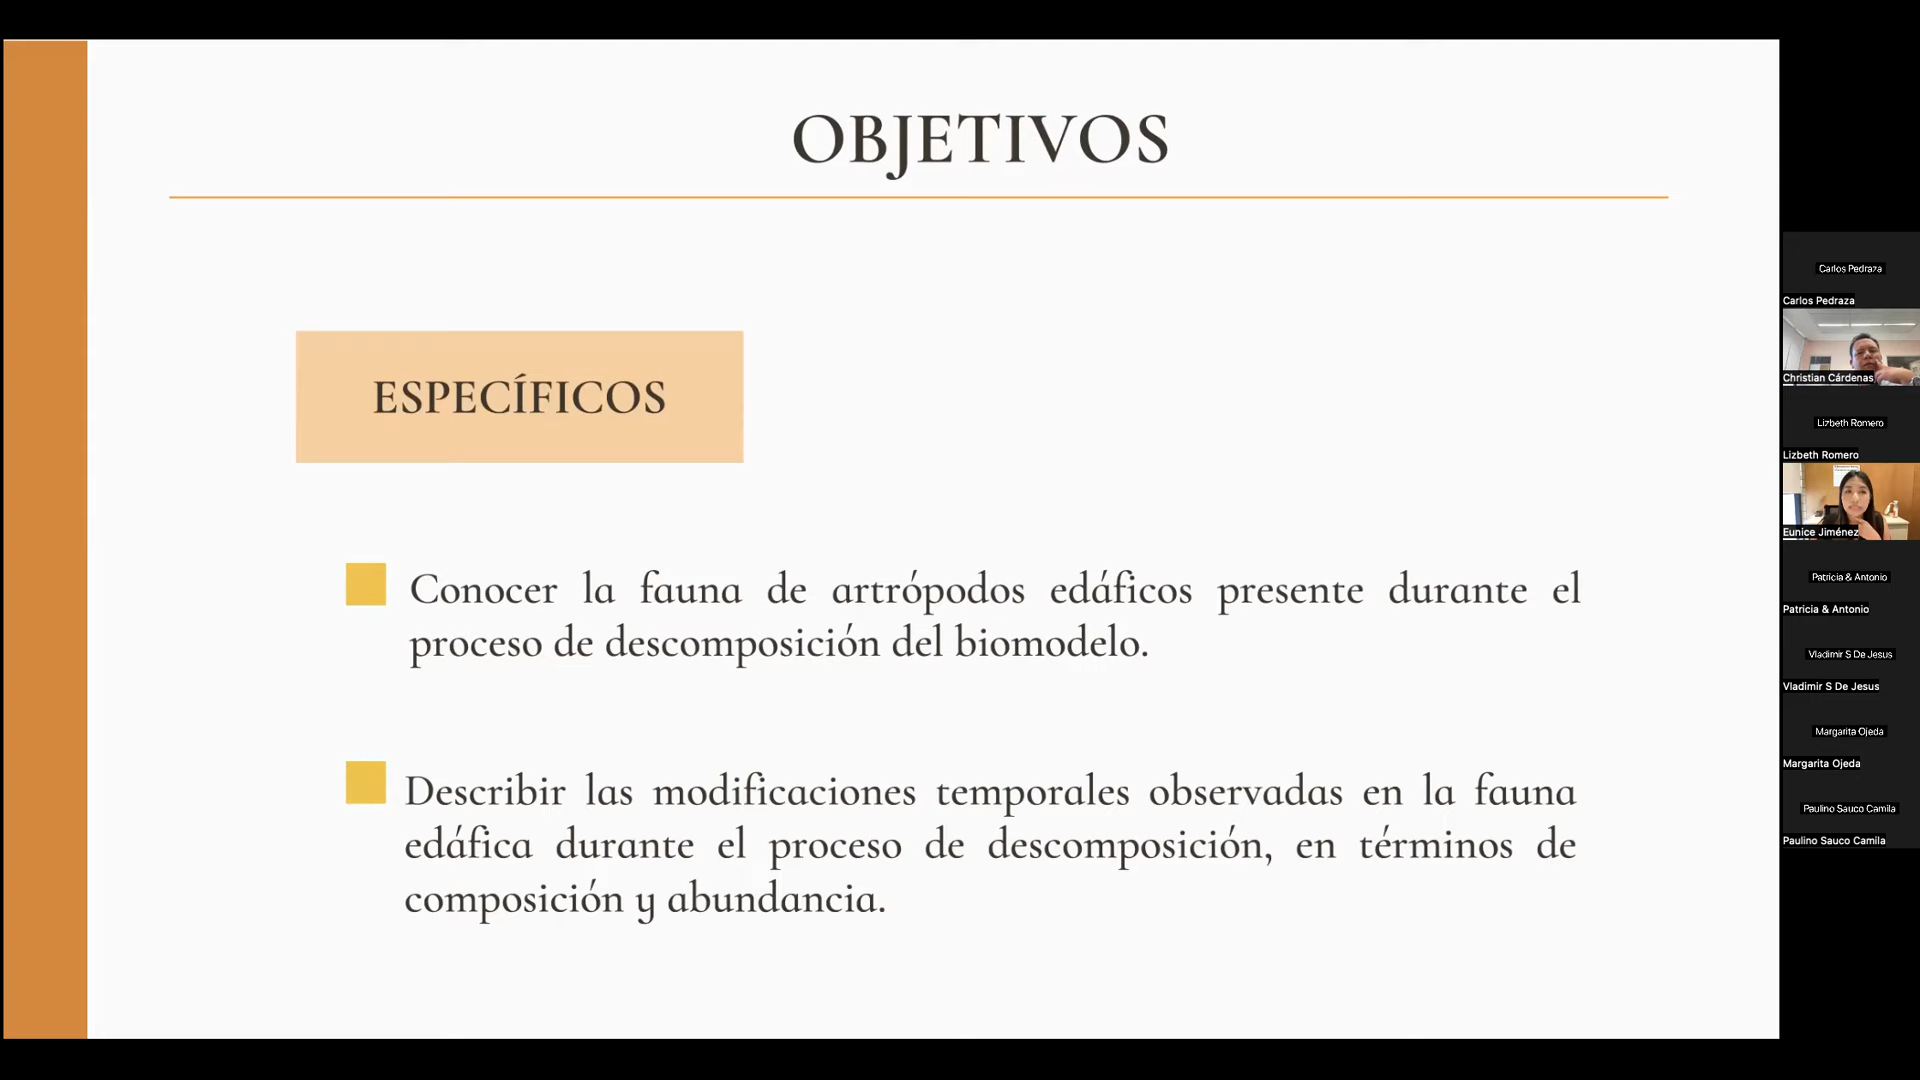 OBJETIVOS
ESPECÍFICOS
Conocer la fauna de artrópodos edáficos presente durante el
proceso de descomposición del biomodelo.
Describir las modificaciones temporales observadas en la fauna
edáfica durante el proceso de descomposición, en términos de
composición y abundancia.
Carlos Pedraza
Carlos Pedraza
Christian Cárdenas
Lizbeth Romero
Lizbeth Romero
Eunice Jiménez
Patricia & Antonio
Patricia & Antonio
Vladimir S De Jesus
Vladimir S De Jesus
Margarita Ojeda
Margarita Ojeda
Paulino Sauco Camila
Paulino Sauco Camila